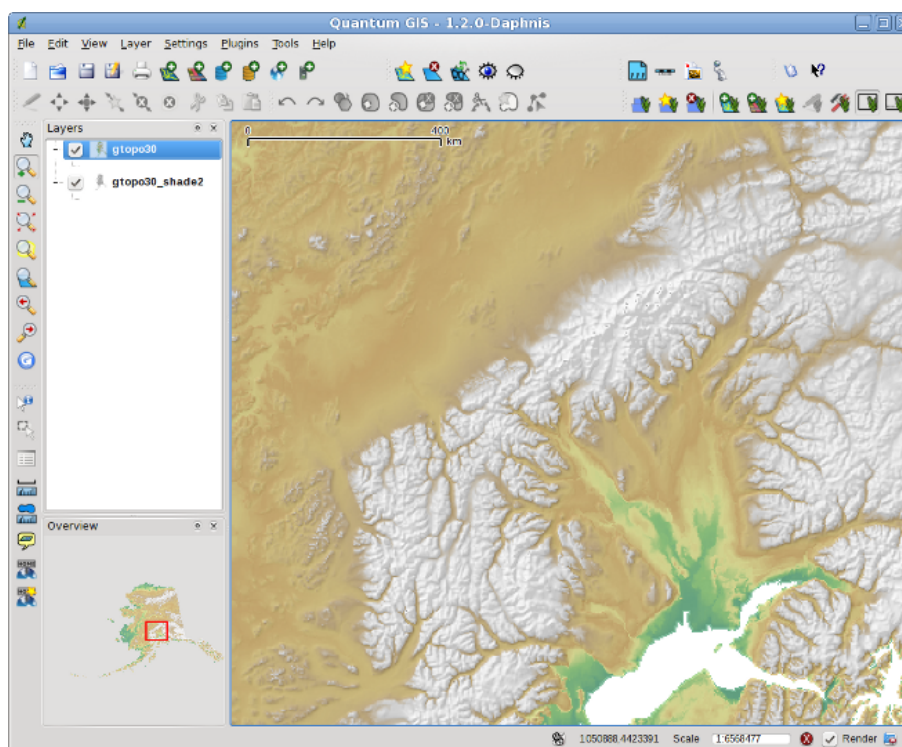 Quantum GIS - 1.2.0-Daphnis
File Edit View Layer Settings Plugins Tools Help
Layers
gtopo30
gtopo30_shade2
0 400
km
Overview
1050888,4423391 Scale 1:6568477 Render